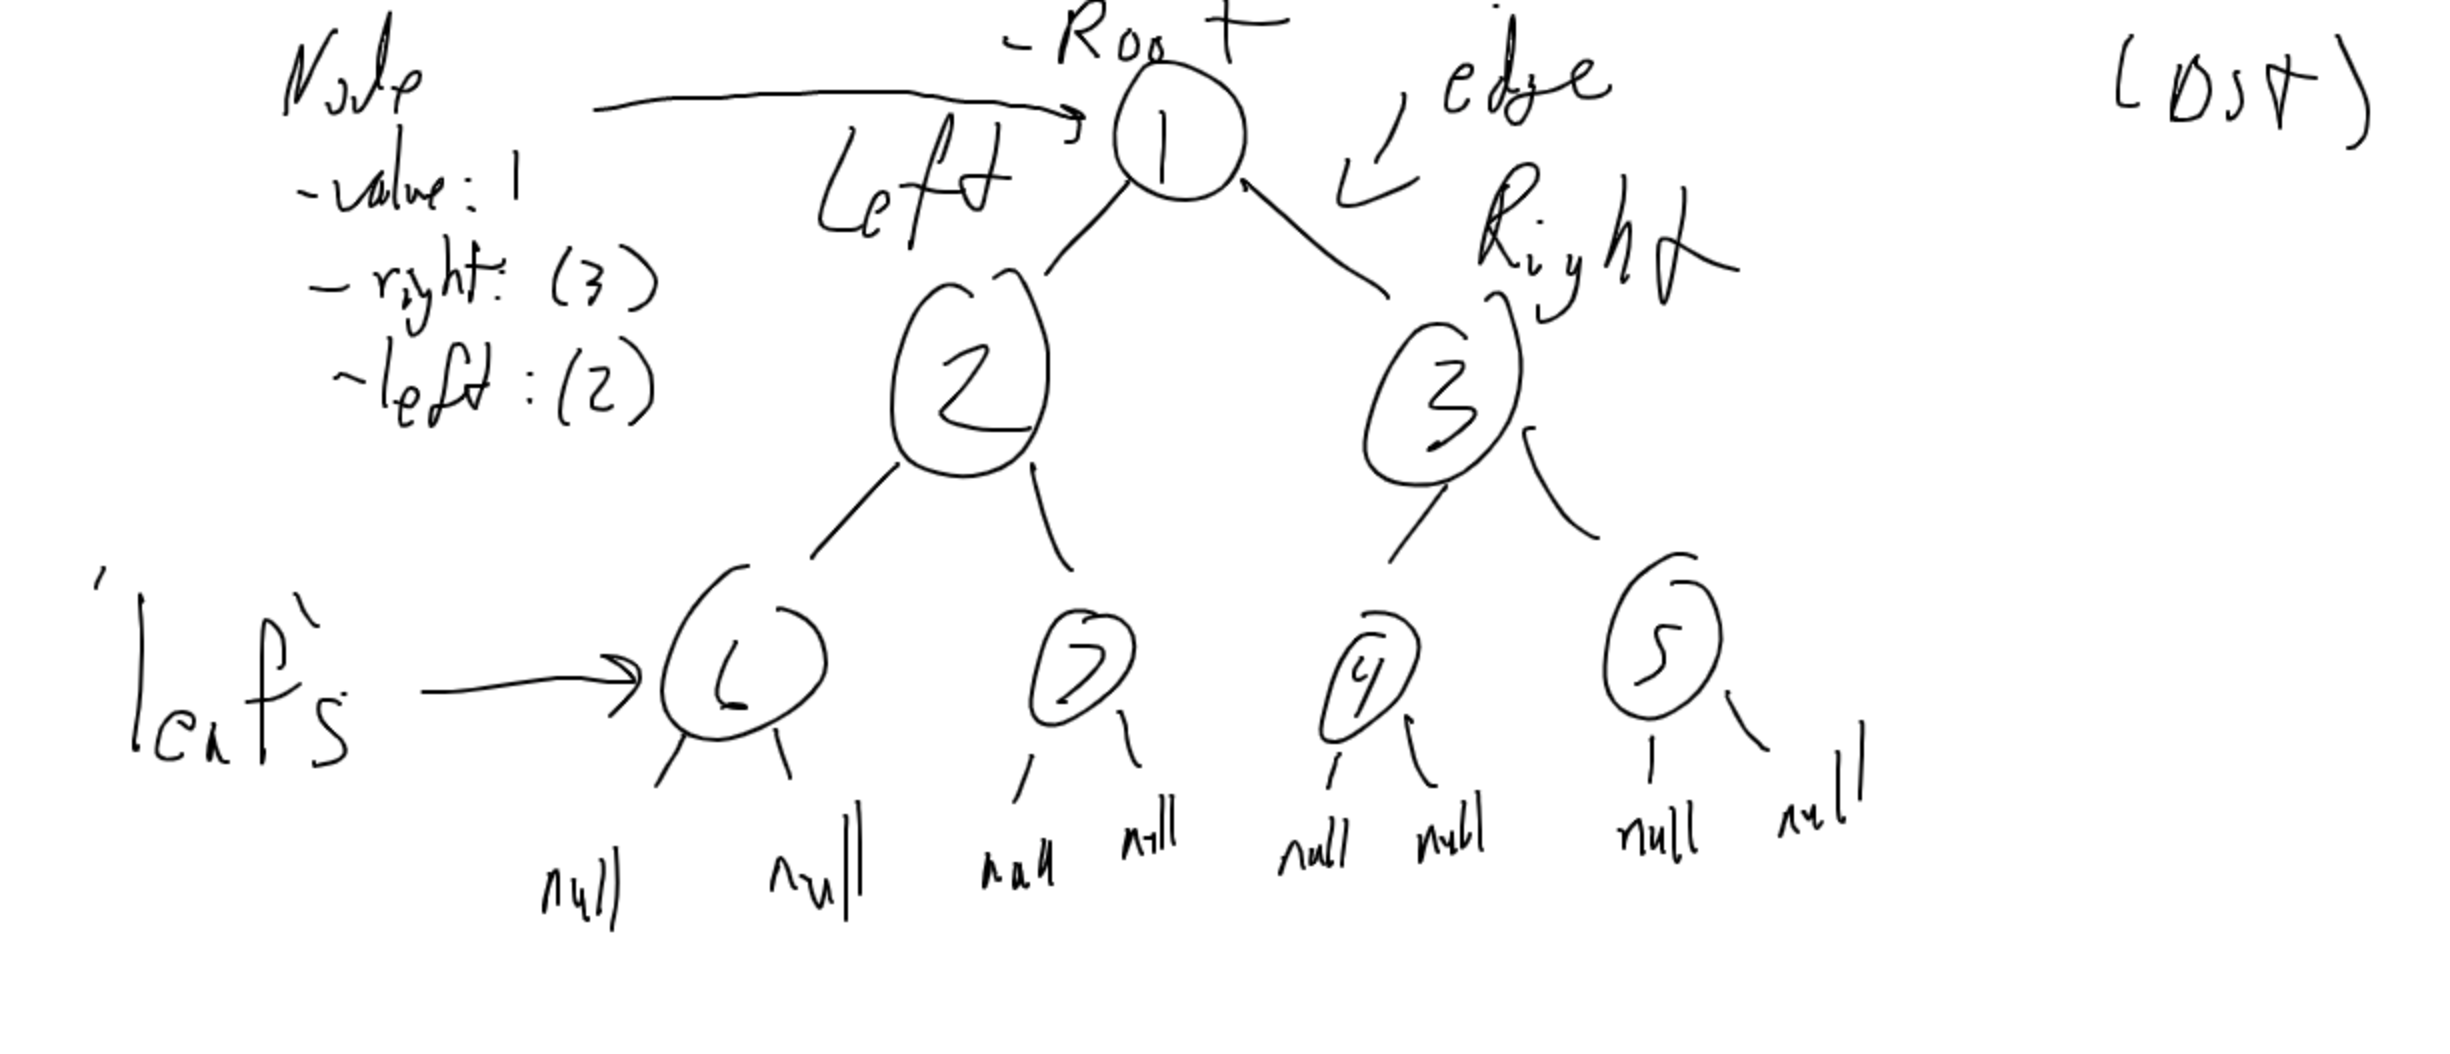 - Root
Node
edge
(BST)
1
Left
- value: 1
Right
- right: (3)
- left: (2)
2
3
'leafs'
6
7
4
5
null null null null null null null null